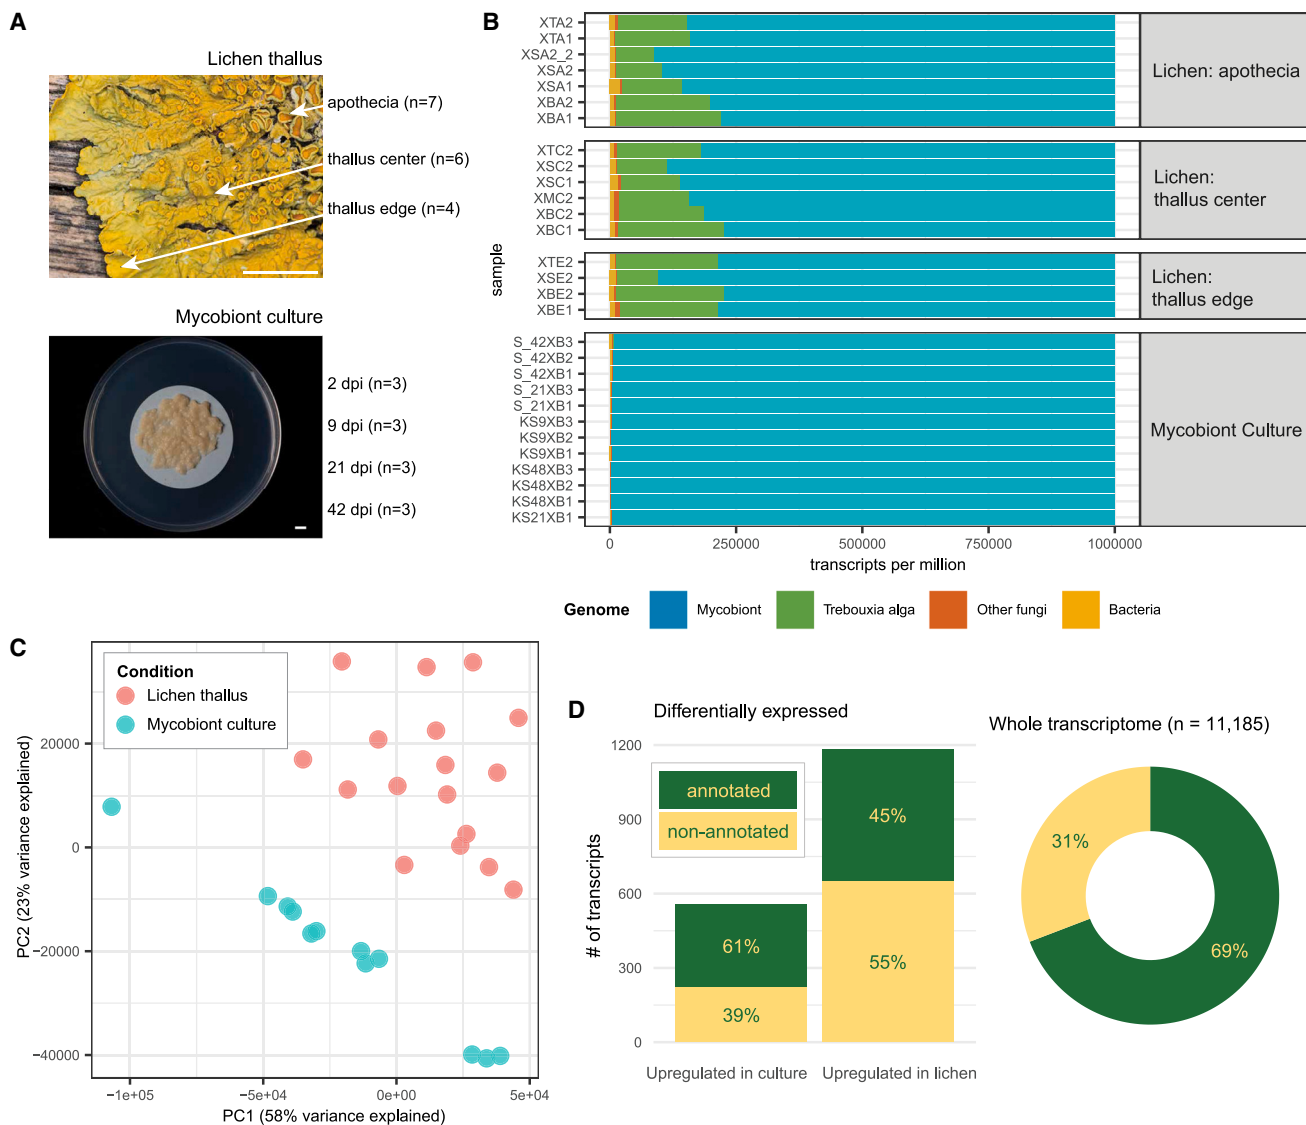 A
Lichen thallus
apothecia (n=7)
thallus center (n=6)
thallus edge (n=4)
Mycobiont culture
2 dpi (n=3)
9 dpi (n=3)
21 dpi (n=3)
42 dpi (n=3)
B
sample
XTA2
XTA1
XSA2_2
XSA2
XSA1
XBA2
XBA1
Lichen: apothecia
XTC2
XSC2
XSC1
XMC2
XBC2
XBC1
Lichen:
thallus center
XTE2
XSE2
XBE2
XBE1
Lichen:
thallus edge
S_42XB3
S_42XB2
S_42XB1
S_21XB3
S_21XB1
KS9XB3
KS9XB2
KS9XB1
KS48XB3
KS48XB2
KS48XB1
KS21XB1
Mycobiont Culture
0 250000 500000 750000 1000000
transcripts per million
Genome Mycobiont Trebouxia alga Other fungi Bacteria
C
Condition
Lichen thallus
Mycobiont culture
PC2 (23% variance explained)
20000
0
−20000
−40000
−1e+05 −5e+04 0e+00 5e+04
PC1 (58% variance explained)
D
Differentially expressed
# of transcripts
1200
900
600
300
0
annotated
non-annotated
61%
39%
45%
55%
Upregulated in culture Upregulated in lichen
Whole transcriptome (n = 11,185)
31%
69%